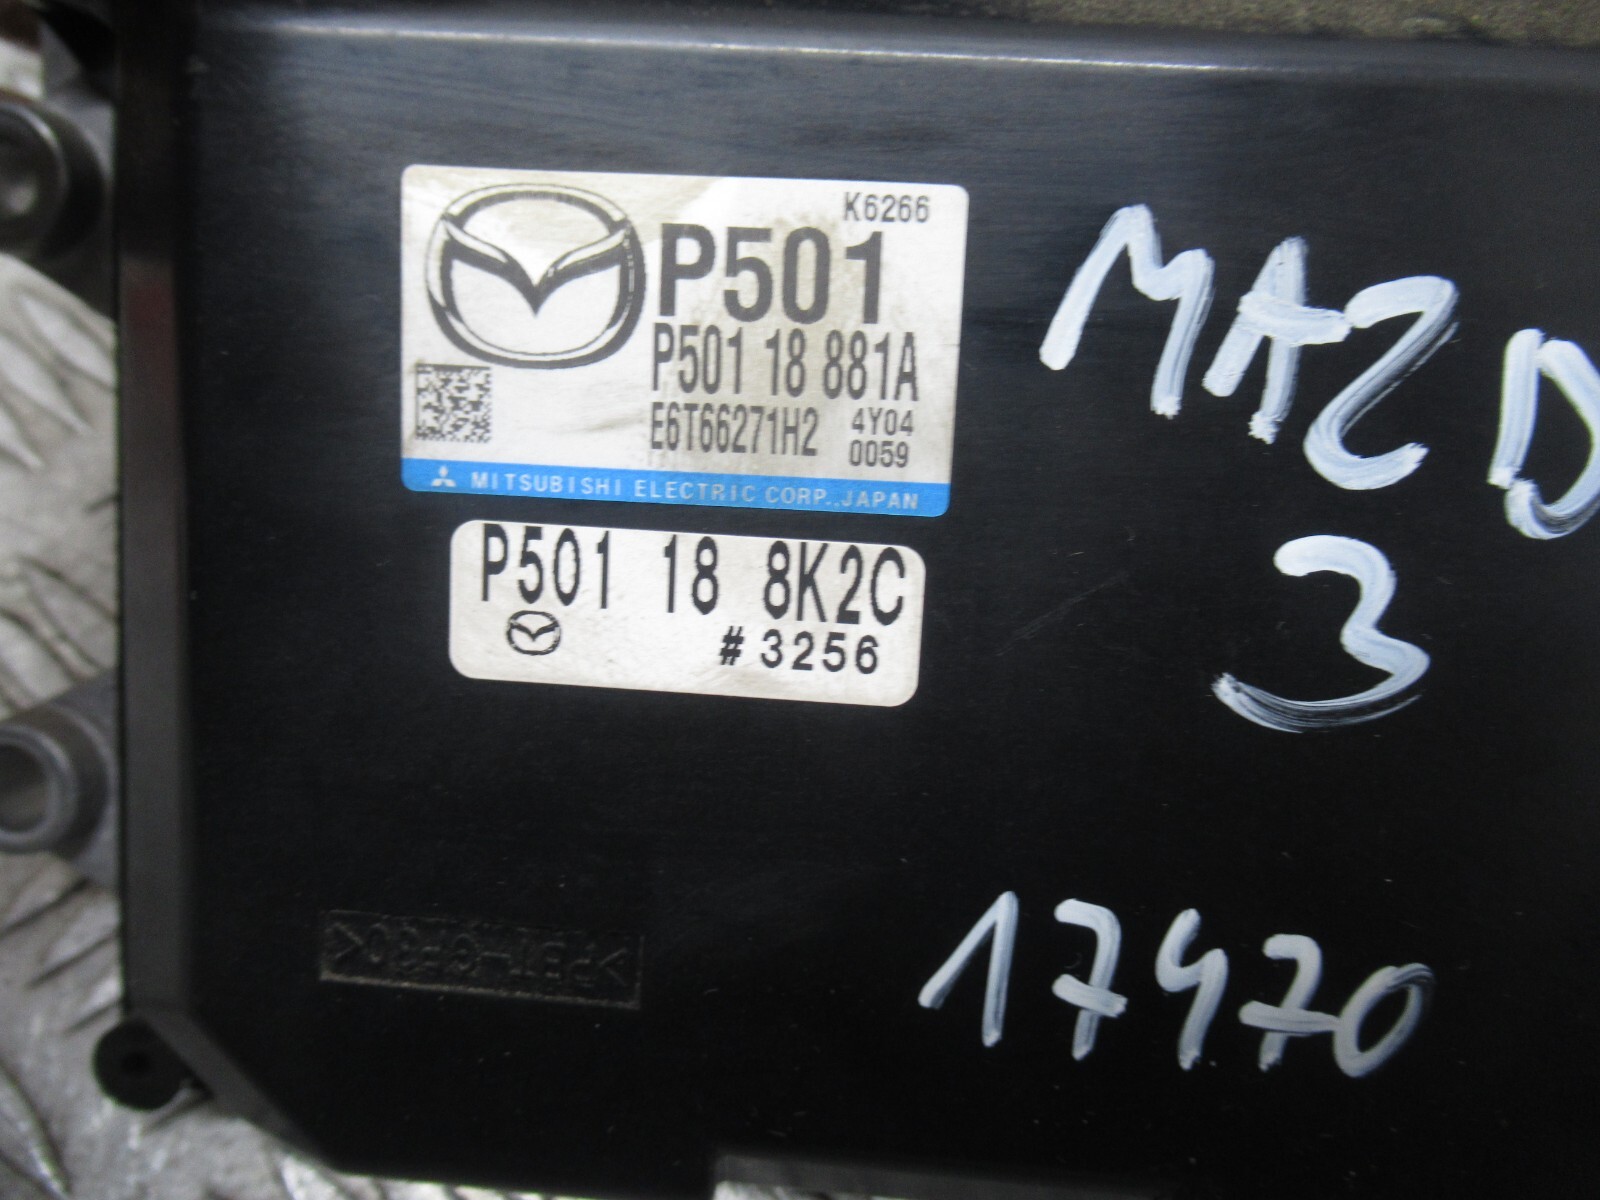 K6266
P501
P501 18 881A
E6T66271H2 4Y04
0059
MITSUBISHI ELECTRIC CORP., JAPAN
P501 18 8K2C
#3256
MAZD
3
17470